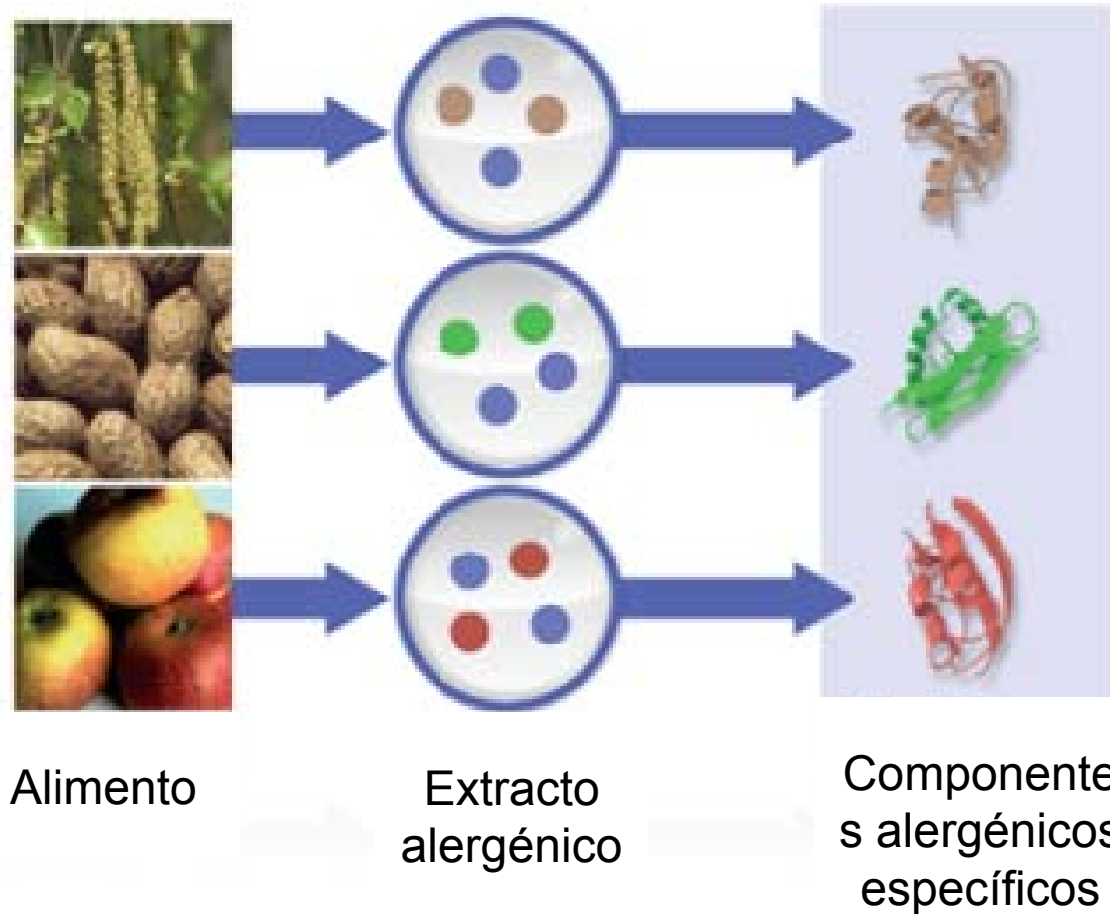 Alimento
Extracto
alergénico
Componente
s alergénicos
específicos